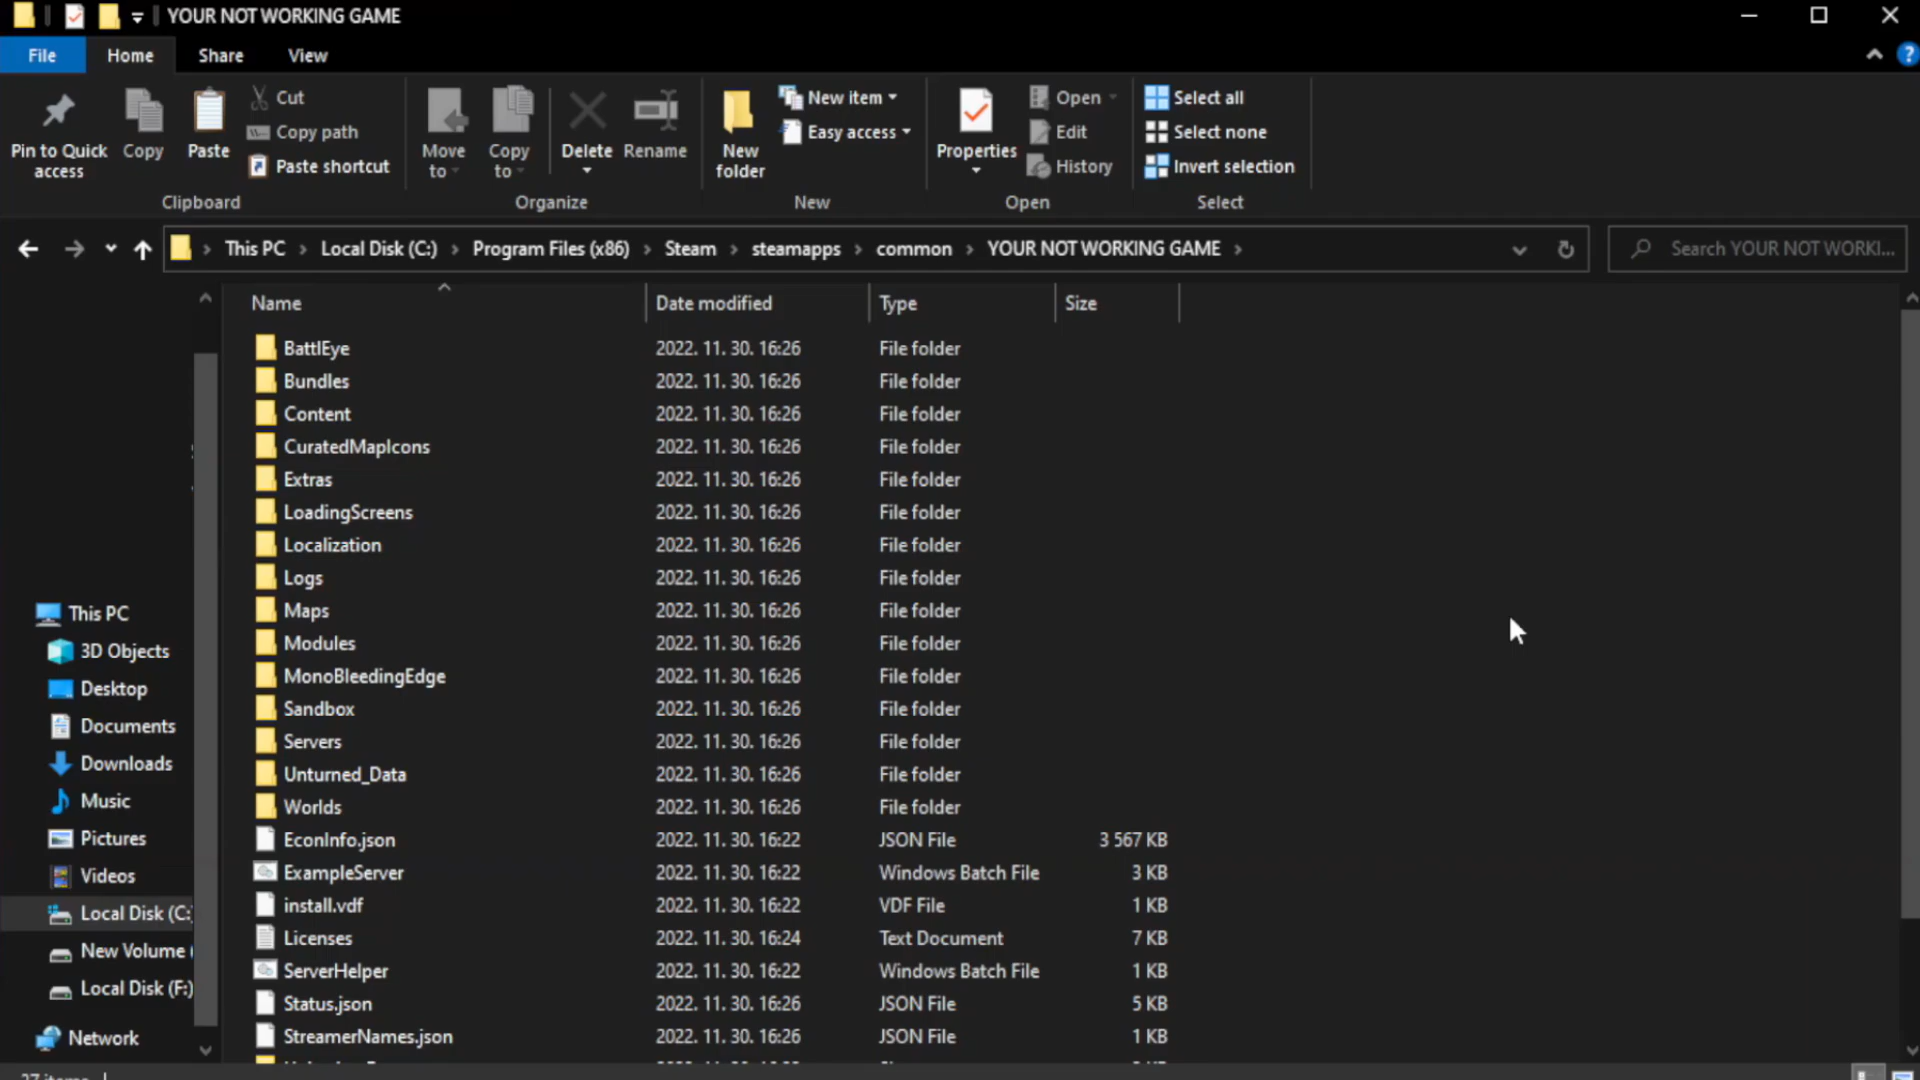 YOUR NOT WORKING GAME
File Home Share View
Pin to Quick access
Copy
Paste
Cut
Copy path
Paste shortcut
Clipboard
Move to
Copy to
Delete
Rename
Organize
New folder
New item
Easy access
New
Properties
Open
Edit
History
Open
Select all
Select none
Invert selection
Select
This PC > Local Disk (C:) > Program Files (x86) > Steam > steamapps > common > YOUR NOT WORKING GAME >
Search YOUR NOT WORKI...
This PC
3D Objects
Desktop
Documents
Downloads
Music
Pictures
Videos
Local Disk (C:
New Volume (
Local Disk (F:)
Network
Name Date modified Type Size
BattlEye 2022. 11. 30. 16:26 File folder
Bundles 2022. 11. 30. 16:26 File folder
Content 2022. 11. 30. 16:26 File folder
CuratedMapIcons 2022. 11. 30. 16:26 File folder
Extras 2022. 11. 30. 16:26 File folder
LoadingScreens 2022. 11. 30. 16:26 File folder
Localization 2022. 11. 30. 16:26 File folder
Logs 2022. 11. 30. 16:26 File folder
Maps 2022. 11. 30. 16:26 File folder
Modules 2022. 11. 30. 16:26 File folder
MonoBleedingEdge 2022. 11. 30. 16:26 File folder
Sandbox 2022. 11. 30. 16:26 File folder
Servers 2022. 11. 30. 16:26 File folder
Unturned_Data 2022. 11. 30. 16:26 File folder
Worlds 2022. 11. 30. 16:26 File folder
EconInfo.json 2022. 11. 30. 16:22 JSON File 3 567 KB
ExampleServer 2022. 11. 30. 16:22 Windows Batch File 3 KB
install.vdf 2022. 11. 30. 16:22 VDF File 1 KB
Licenses 2022. 11. 30. 16:24 Text Document 7 KB
ServerHelper 2022. 11. 30. 16:22 Windows Batch File 1 KB
Status.json 2022. 11. 30. 16:26 JSON File 5 KB
StreamerNames.json 2022. 11. 30. 16:26 JSON File 1 KB